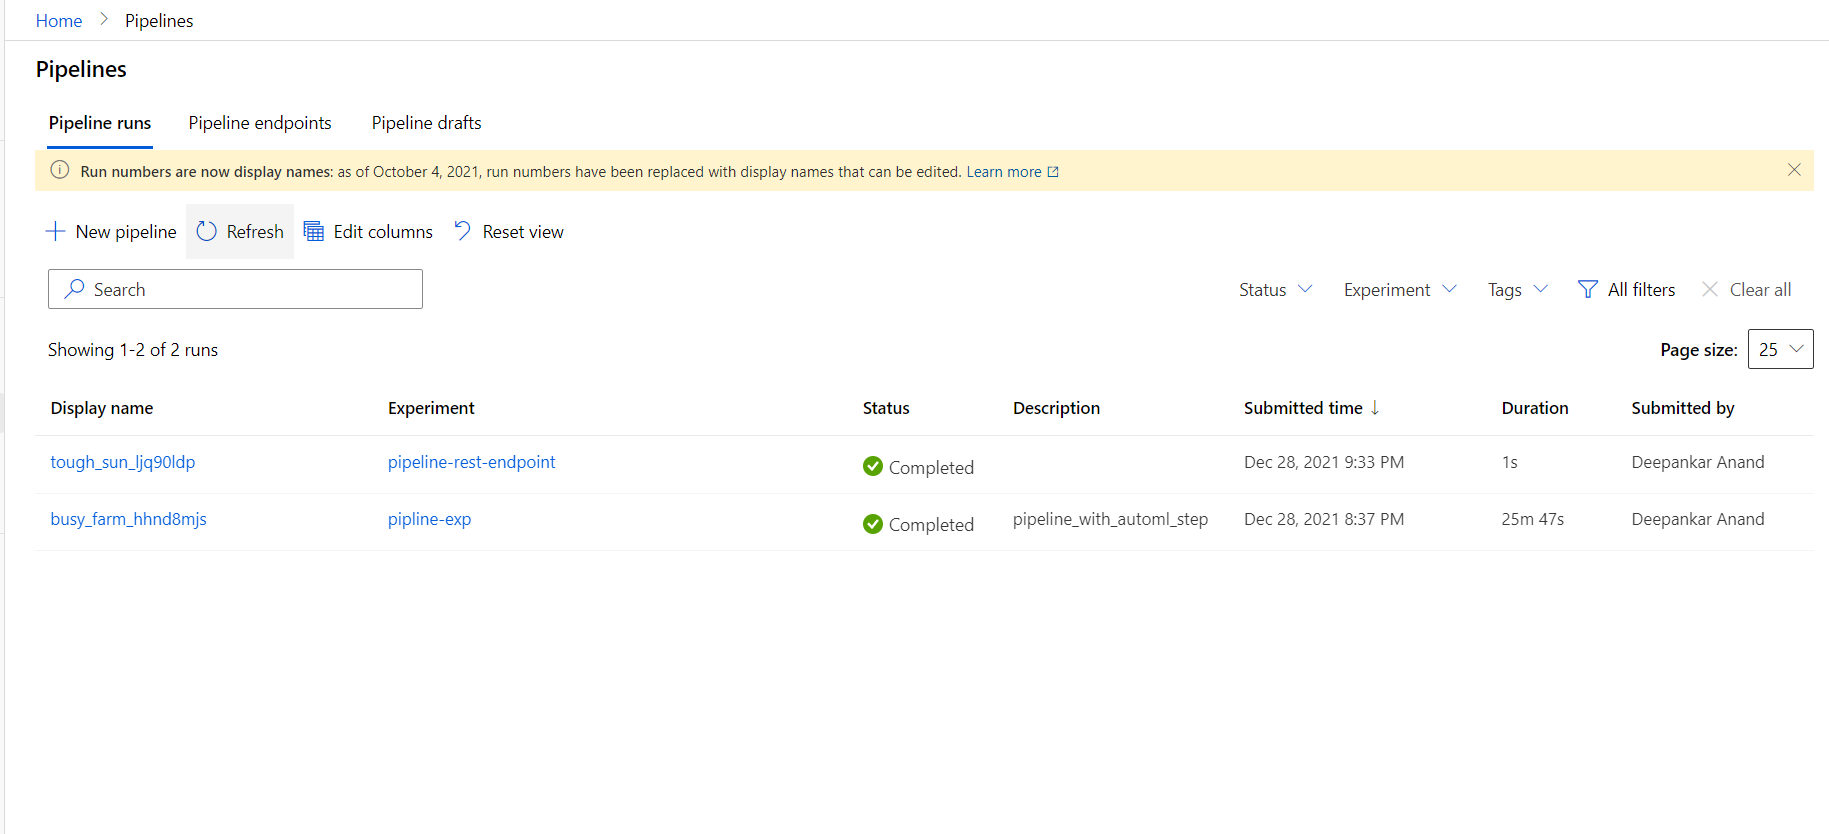 Home > Pipelines
Pipelines
Pipeline runs Pipeline endpoints Pipeline drafts
Run numbers are now display names: as of October 4, 2021, run numbers have been replaced with display names that can be edited. Learn more
New pipeline Refresh Edit columns Reset view
Search Status Experiment Tags All filters Clear all
Showing 1-2 of 2 runs Page size: 25
Display name Experiment Status Description Submitted time ↓ Duration Submitted by
tough_sun_ljq90ldp pipeline-rest-endpoint Completed Dec 28, 2021 9:33 PM 1s Deepankar Anand
busy_farm_hhnd8mjs pipline-exp Completed pipeline_with_automl_step Dec 28, 2021 8:37 PM 25m 47s Deepankar Anand